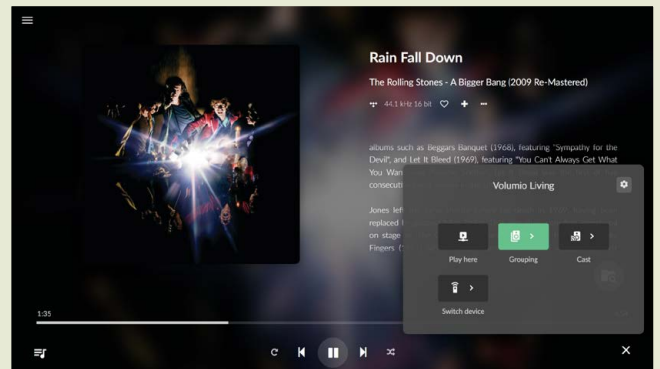 Rain Fall Down
The Rolling Stones - A Bigger Bang (2009 Re-Mastered)
44.1 kHz 16 bit
albums such as Beggars Banquet (1968), featuring "Sympathy for the
Devil", and Let It Bleed (1969), featuring "You Can't Always Get What
You Wan
consecuti
Volumio Living
Jones left
replaced
on stage
Fingers (1
Play here
Grouping
Cast
Switch device
1:35